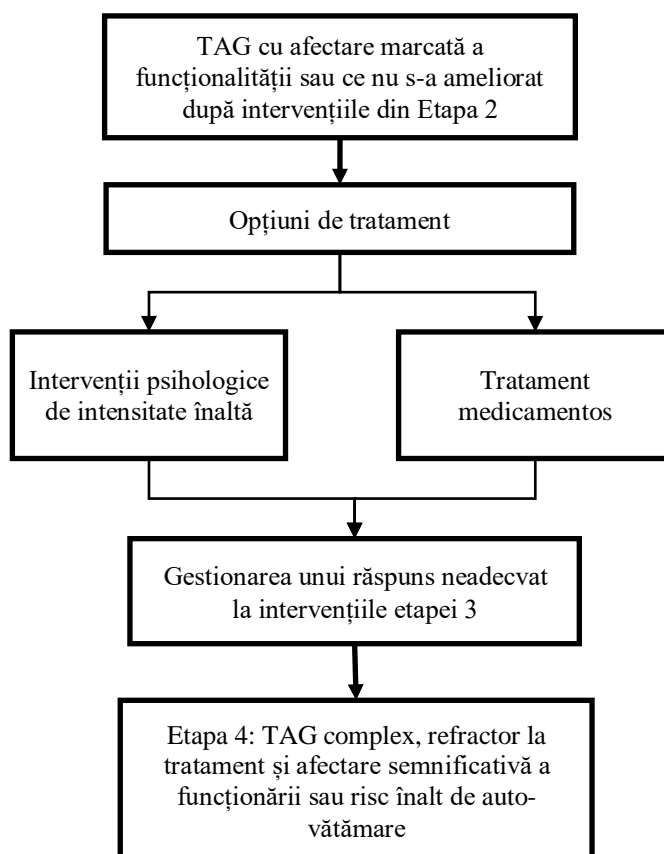 TAG cu afectare marcată a
funcționalității sau ce nu s-a ameliorat
după intervențiile din Etapa 2
Opțiuni de tratament
Intervenții psihologice
de intensitate înaltă
Tratament
medicamentos
Gestionarea unui răspuns neadecvat
la intervențiile etapei 3
Etapa 4: TAG complex, refractor la
tratament și afectare semnificativă a
funcționării sau risc înalt de auto-
vătămare